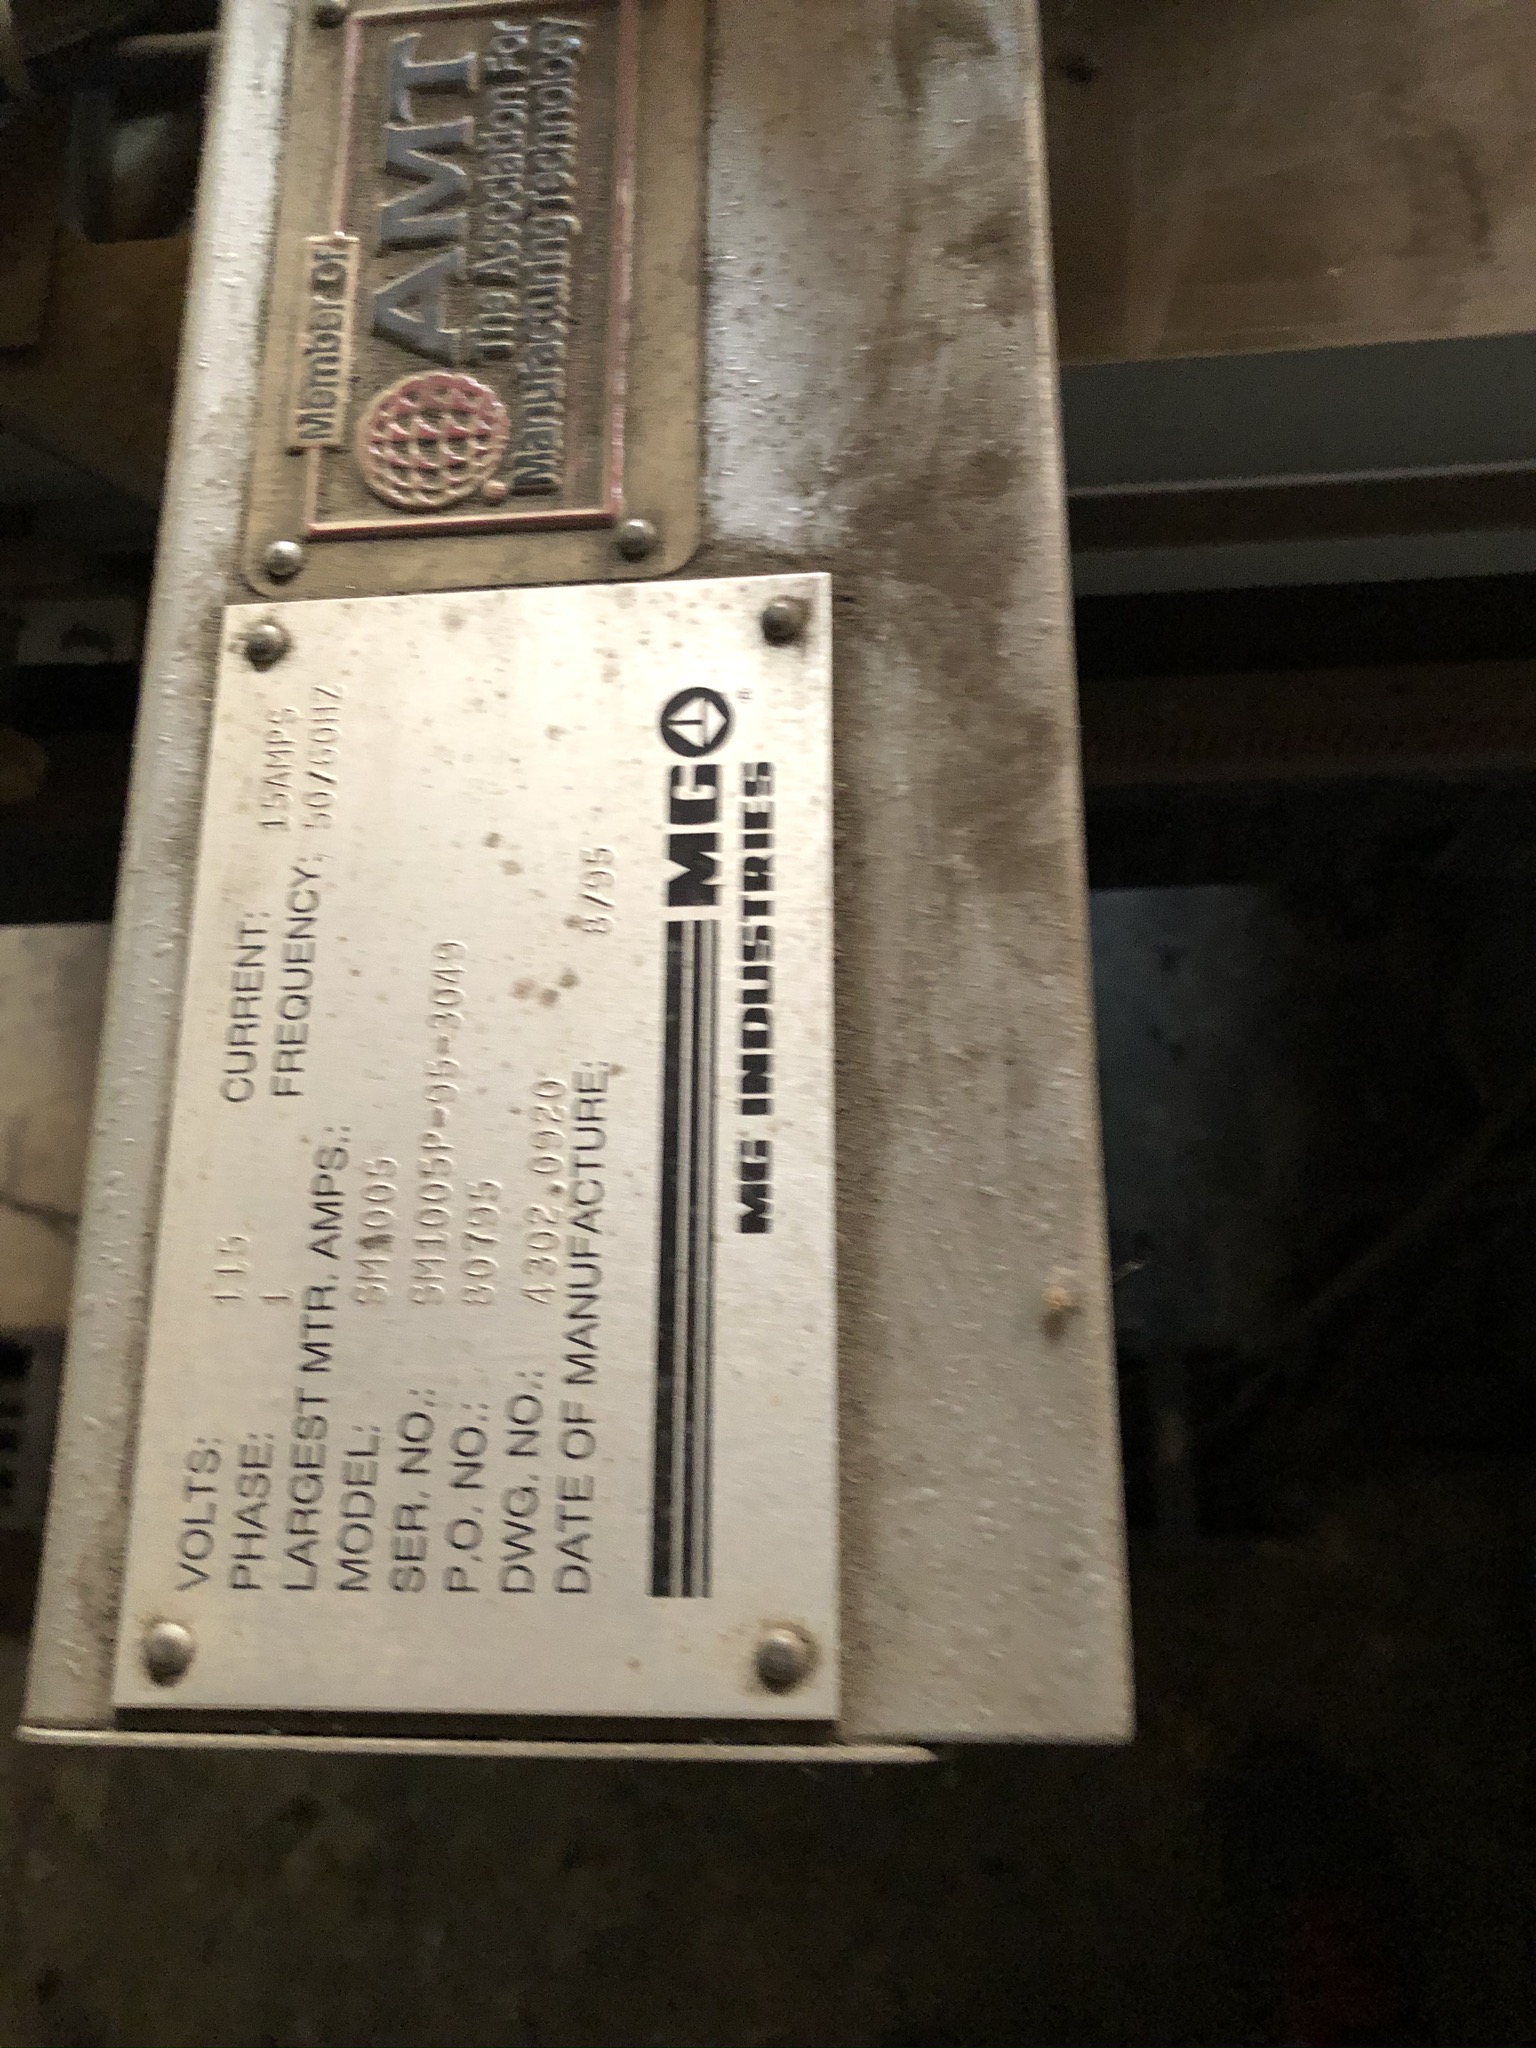 VOLTS: 115 CURRENT: 15AMPS
PHASE: 1 FREQUENCY: 50/60HZ
LARGEST MTR. AMPS.:
MODEL: SM1005
SER. NO.: SM1005P-95-3049
P.O. NO.: 80795
DWG. NO.: 4302.0920
DATE OF MANUFACTURE: 8/95
MG
MG INDUSTRIES
Member Of
AMT
The Association For
Manufacturing Technology